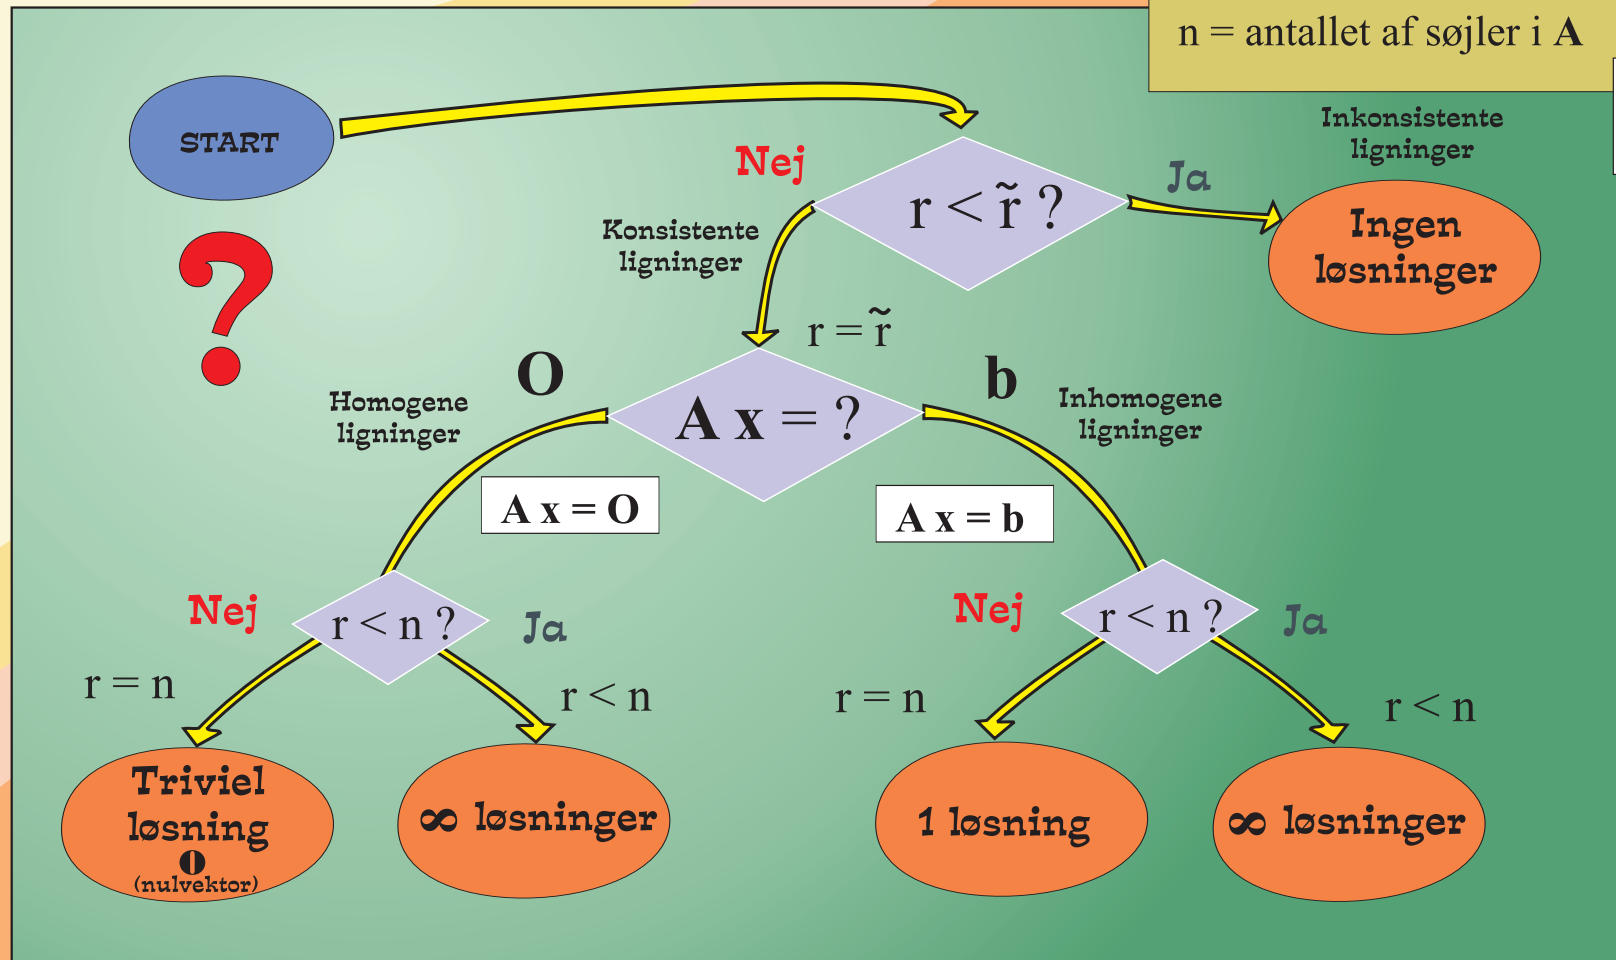 n = antallet af søjler i A
START
?
Nej
r < r̃ ?
Ja
Inkonsistente
ligninger
Ingen
løsninger
Konsistente
ligninger
r = r̃
O
A x = ?
b
Homogene
ligninger
Inhomogene
ligninger
A x = O
A x = b
Nej
r < n ?
Ja
Nej
r < n ?
Ja
r = n
r < n
r = n
r < n
Triviel
løsning
0
(nulvektor)
∞ løsninger
1 løsning
∞ løsninger